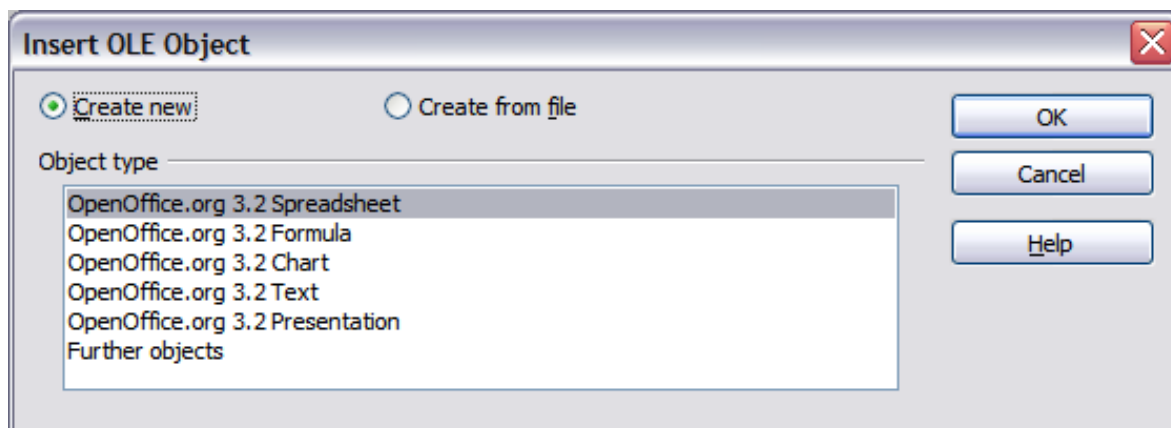 Insert OLE Object
Create new
Create from file
OK
Object type
Cancel
OpenOffice.org 3.2 Spreadsheet
OpenOffice.org 3.2 Formula
Help
OpenOffice.org 3.2 Chart
OpenOffice.org 3.2 Text
OpenOffice.org 3.2 Presentation
Further objects